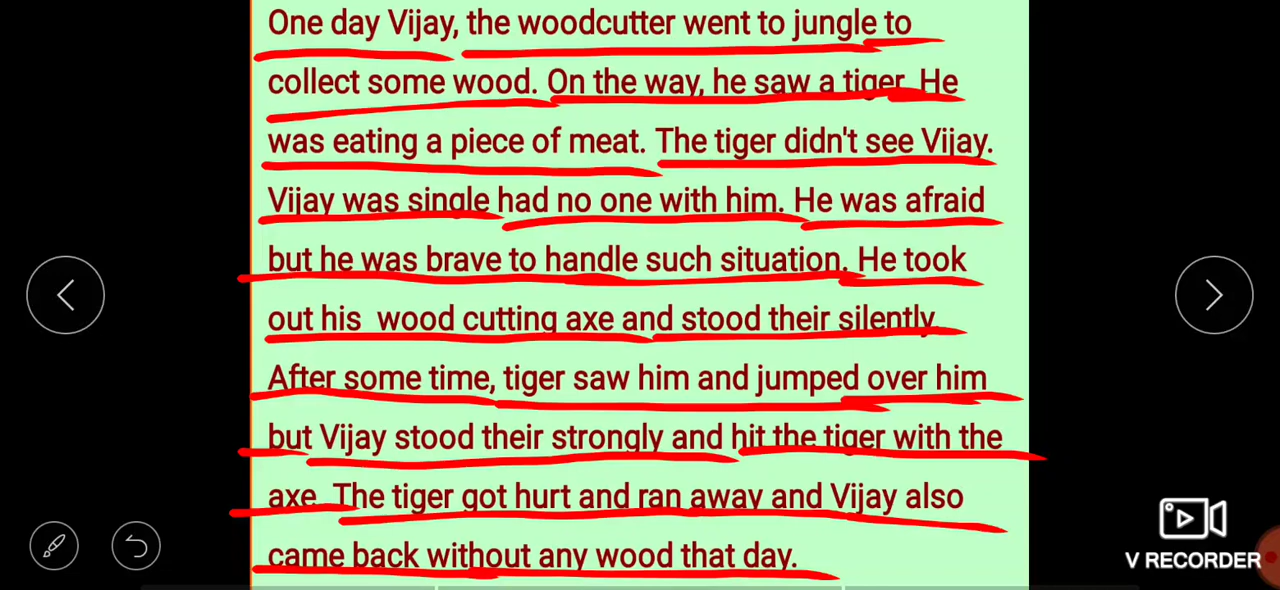 One day Vijay, the woodcutter went to jungle to
collect some wood. On the way, he saw a tiger. He
was eating a piece of meat. The tiger didn't see Vijay.
Vijay was single had no one with him. He was afraid
but he was brave to handle such situation. He took
out his wood cutting axe and stood their silently.
After some time, tiger saw him and jumped over him
but Vijay stood their strongly and hit the tiger with the
axe. The tiger got hurt and ran away and Vijay also
came back without any wood that day.
V RECORDER